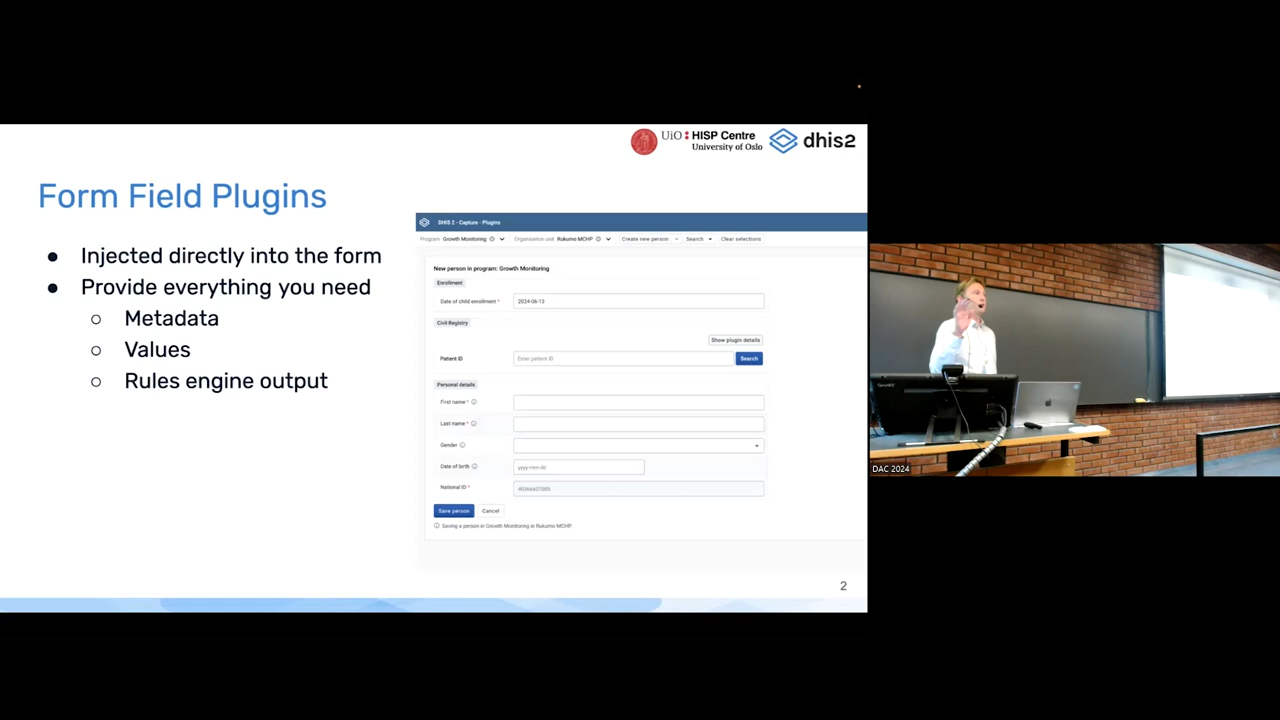 UiO HISP Centre
University of Oslo
dhis2
Form Field Plugins
Injected directly into the form
Provide everything you need
Metadata
Values
Rules engine output
DHIS 2 - Capture - Plugins
Program Growth Monitoring
Organisation unit Rukumo MCHP
Create new person
Search
Clear selections
New person in program: Growth Monitoring
Enrollment
Date of child enrollment *
2024-06-13
Civil Registry
Show plugin details
Patient ID
Enter patient ID
Search
Personal details
First name *
Last name *
Gender
Date of birth
yyyy-mm-dd
National ID *
Save person
Cancel
Saving a person in Growth Monitoring in Rukumo MCHP.
2
DAC 2024